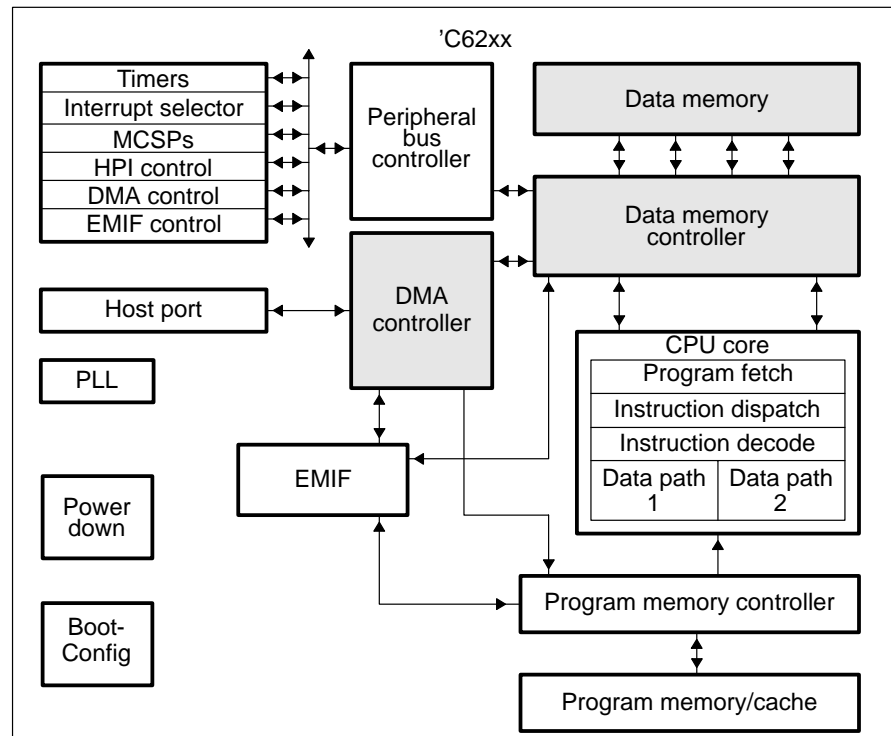 'C62xx
Timers
Interrupt selector
MCSPs
HPI control
DMA control
EMIF control
Peripheral
bus
controller
Data memory
Data memory
controller
Host port
DMA
controller
PLL
CPU core
Program fetch
Instruction dispatch
Instruction decode
Data path
1
Data path
2
EMIF
Power
down
Boot-
Config
Program memory controller
Program memory/cache